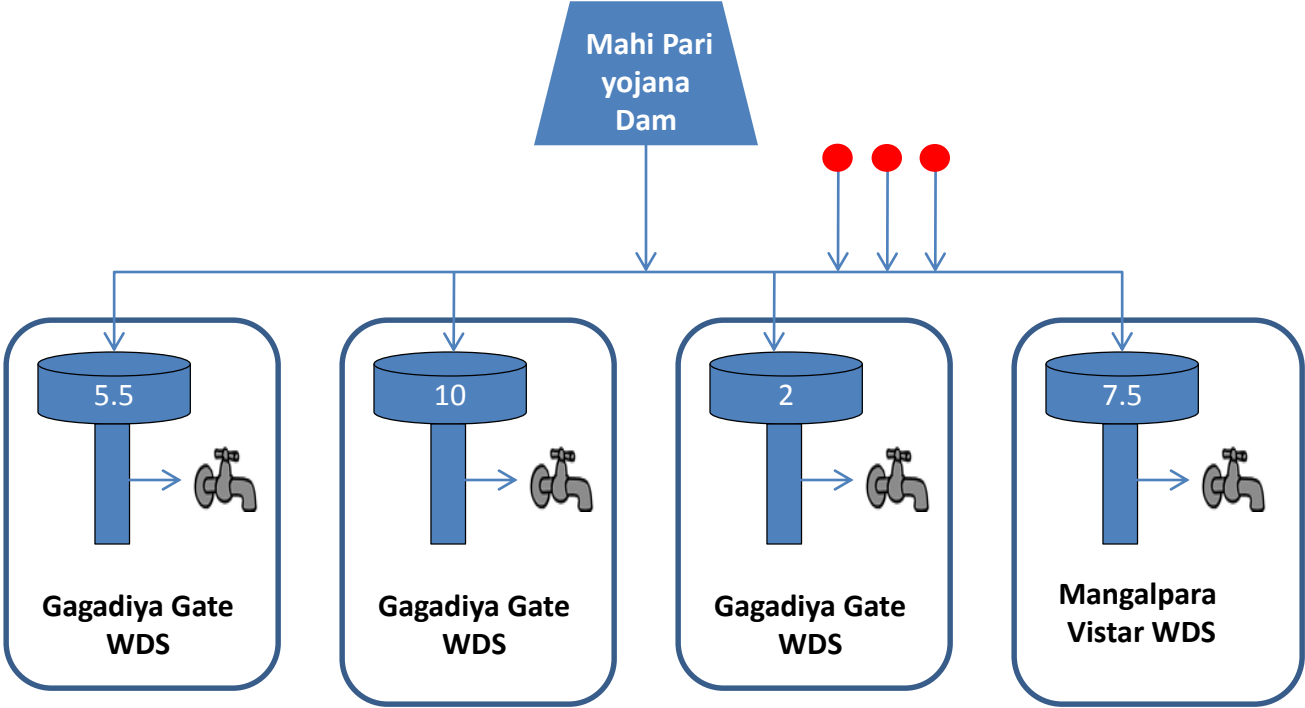 Mahi Pari
yojana
Dam
5.5
10
2
7.5
Gagadiya Gate
WDS
Gagadiya Gate
WDS
Gagadiya Gate
WDS
Mangalpara
Vistar WDS